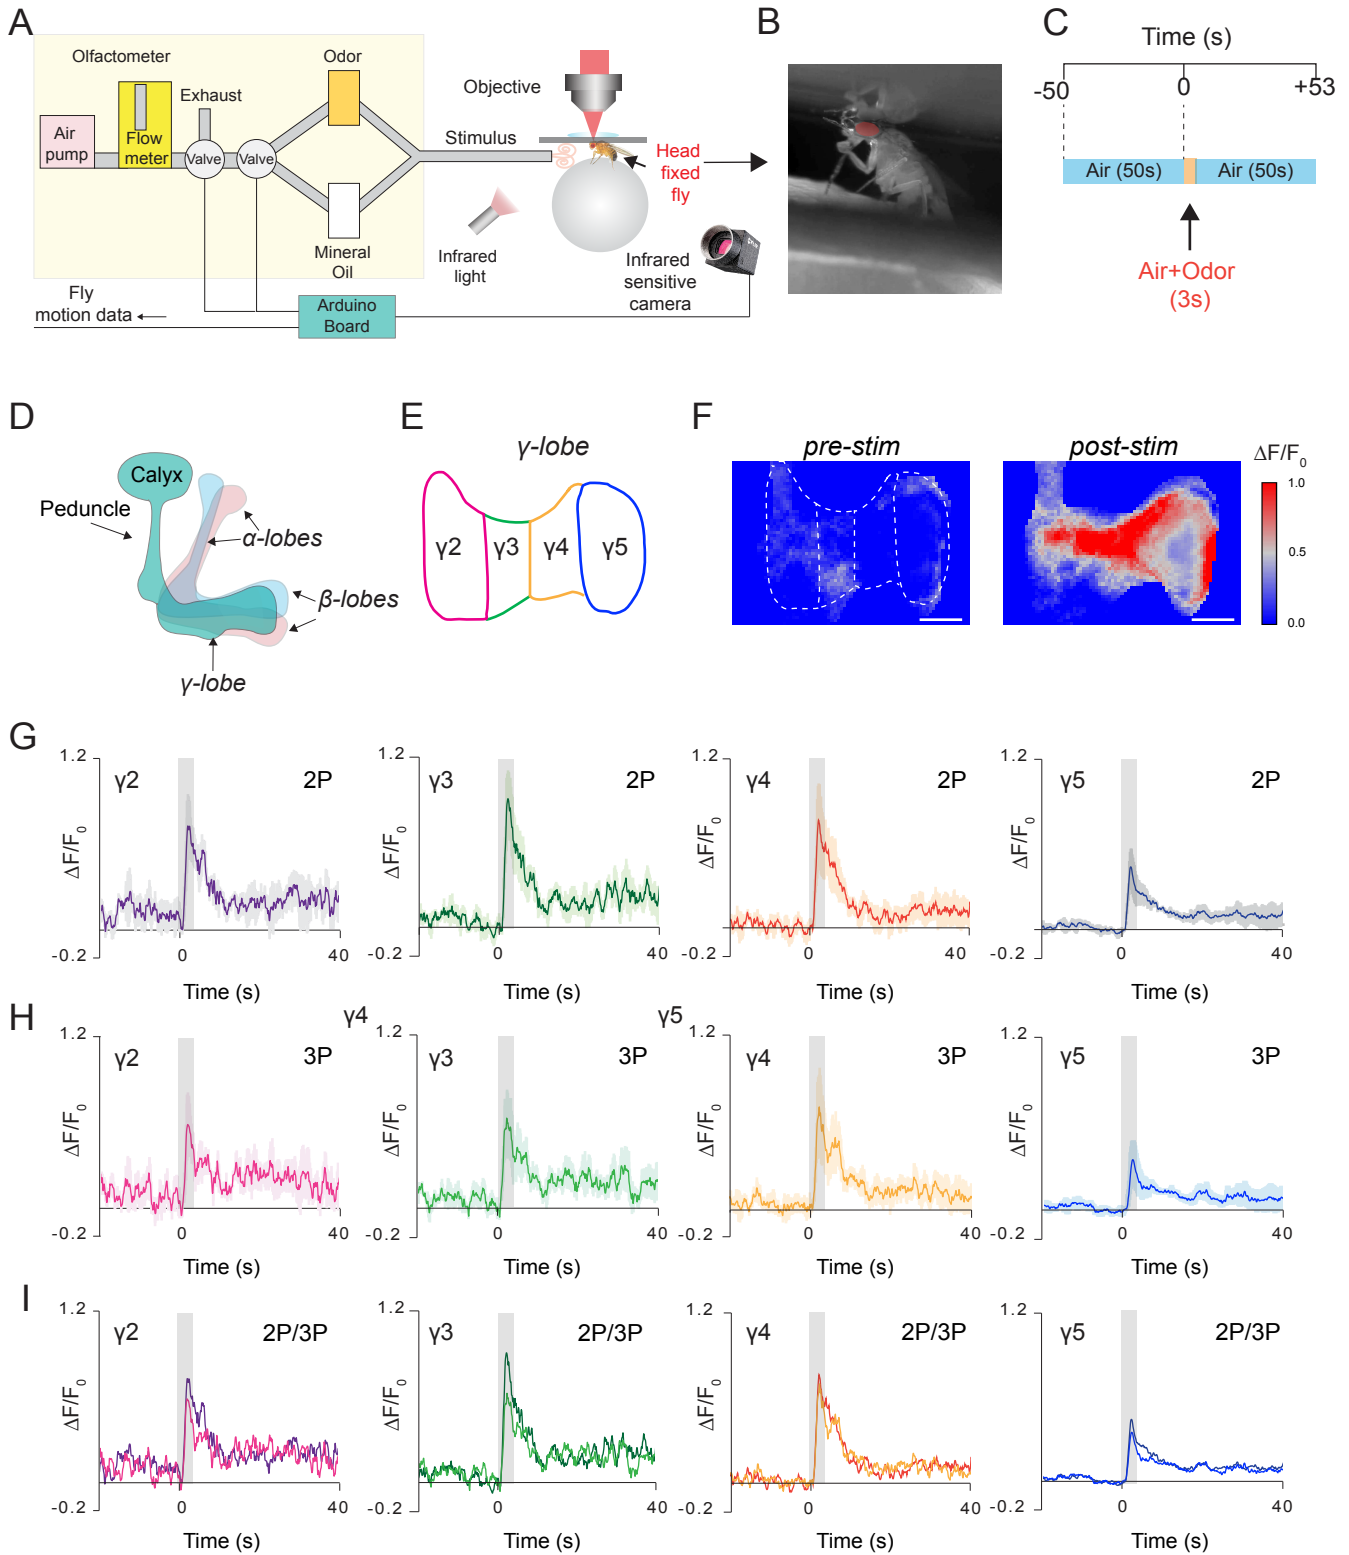 A
Olfactometer
Odor
Exhaust
Air
pump
Flow
meter
Valve
Valve
Mineral
Oil
Objective
Stimulus
Head
fixed
fly
Infrared
light
Infrared
sensitive
camera
Fly
motion data
Arduino
Board
B
C
Time (s)
-50
0
+53
Air (50s)
Air (50s)
Air+Odor
(3s)
D
Calyx
Peduncle
α-lobes
β-lobes
γ-lobe
E
γ-lobe
γ2
γ3
γ4
γ5
F
pre-stim
post-stim
ΔF/F0
1.0
0.5
0.0
G
1.2
γ2
2P
ΔF/F0
-0.2
0
40
Time (s)
1.2
γ3
2P
ΔF/F0
-0.2
0
40
Time (s)
1.2
γ4
2P
ΔF/F0
-0.2
0
40
Time (s)
1.2
γ5
2P
ΔF/F0
-0.2
0
40
Time (s)
H
γ4
γ5
1.2
γ2
3P
ΔF/F0
-0.2
0
40
Time (s)
1.2
γ3
3P
ΔF/F0
-0.2
0
40
Time (s)
1.2
γ4
3P
ΔF/F0
-0.2
0
40
Time (s)
1.2
γ5
3P
ΔF/F0
-0.2
0
40
Time (s)
I
1.2
γ2
2P/3P
ΔF/F0
-0.2
0
40
Time (s)
1.2
γ3
2P/3P
ΔF/F0
-0.2
0
40
Time (s)
1.2
γ4
2P/3P
ΔF/F0
-0.2
0
40
Time (s)
1.2
γ5
2P/3P
ΔF/F0
-0.2
0
40
Time (s)